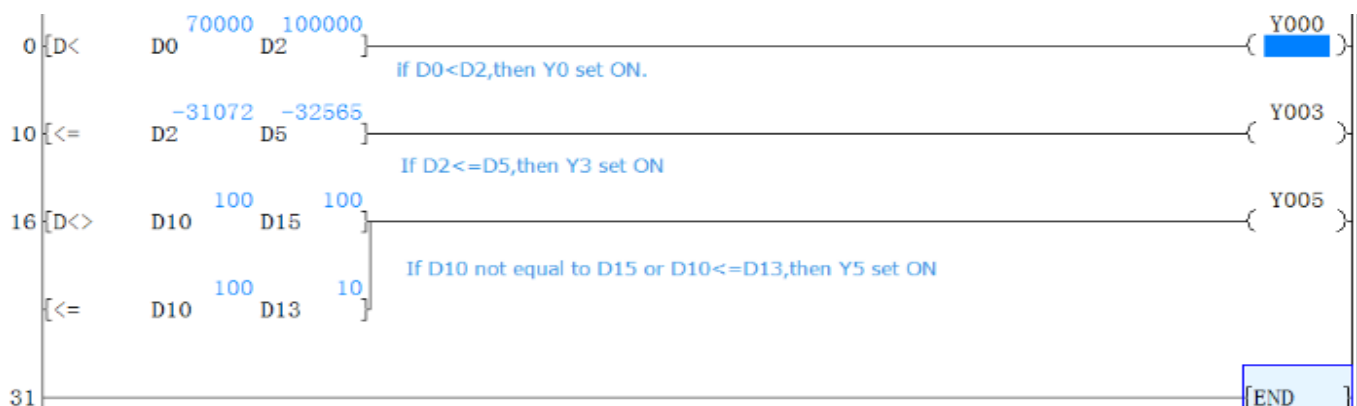 70000 100000 Y000
0 [D< D0 D2 ] ( )
if D0<D2,then Y0 set ON.
-31072 -32565 Y003
10 [<= D2 D5 ] ( )
If D2<=D5,then Y3 set ON
100 100 Y005
16 [D<> D10 D15 ] ( )
If D10 not equal to D15 or D10<=D13,then Y5 set ON
100 10
[<= D10 D13 ]
31 [END ]